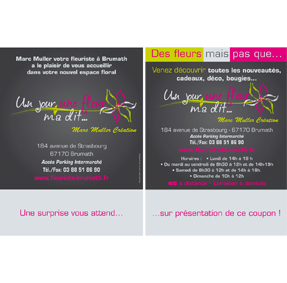 Marc Muller votre fleuriste à Brumath
a le plaisir de vous accueillir
dans votre nouvel espace floral
Un jour, une fleur
m'a dit...
Marc Muller Création
184 avenue de Strasbourg
67170 Brumath
Accès Parking Intermarché
Tél./Fax: 03 88 51 86 90
Une surprise vous attend...
Des fleurs mais pas que...
Venez découvrir toutes les nouveautés,
cadeaux, déco, bougies...
Un jour, une fleur
m'a dit...
Marc Muller Création
184 avenue de Strasbourg - 67170 Brumath
Accès Parking Intermarché
Tél./Fax: 03 88 51 86 90
Horaires : • Lundi de 14h à 18 h
• Du mardi au vendredi de 8h30 à 12h et de 14h-18h
• Samedi de 8h30 à 12h et de 14h à 18h
• Dimanche de 10h à 12h
...sur présentation de ce coupon !